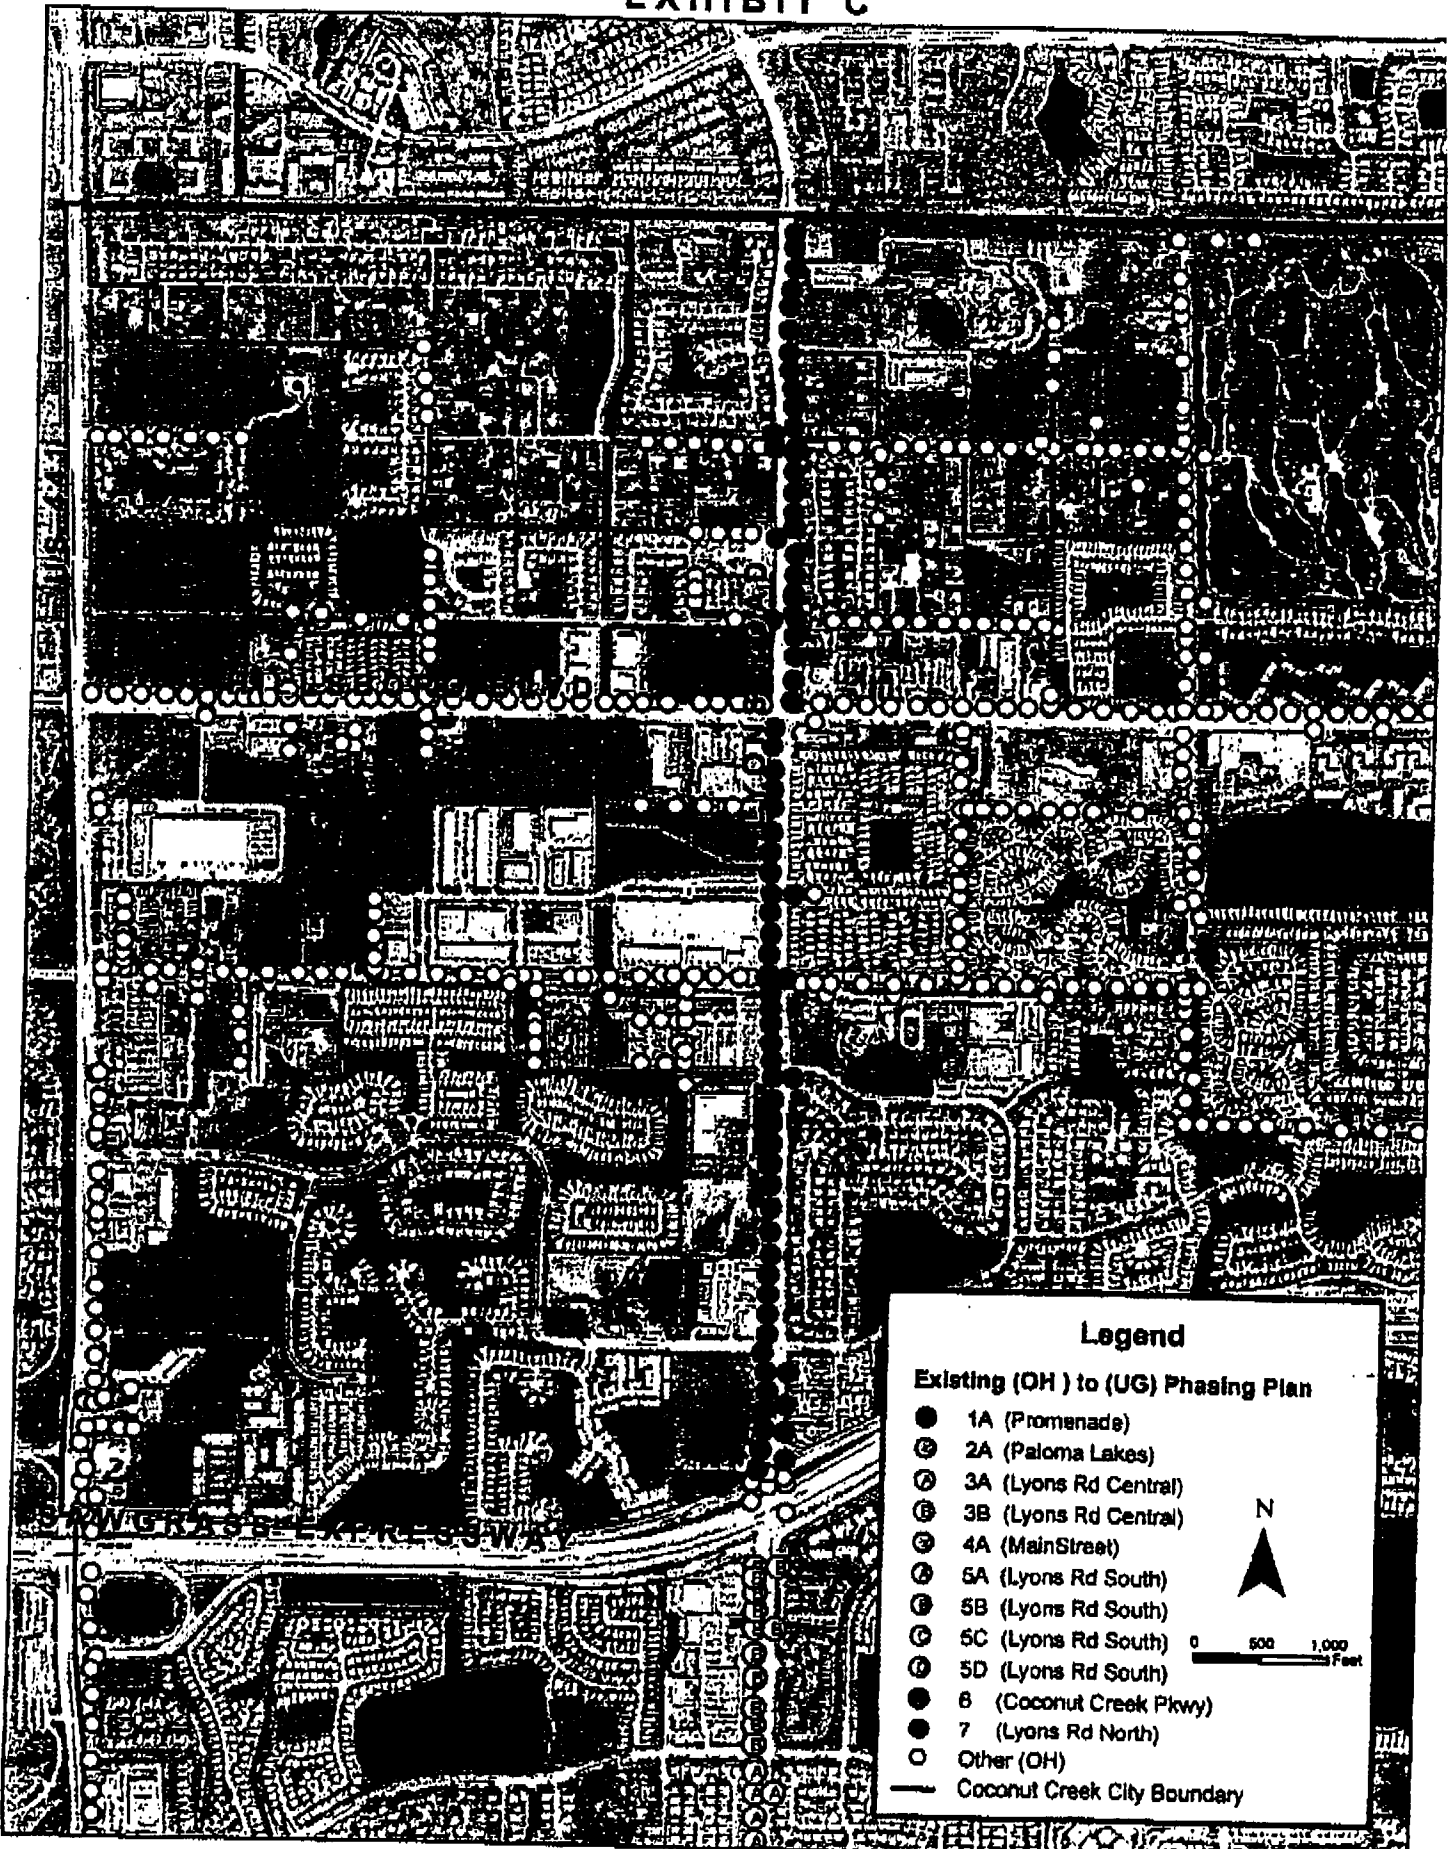 EXHIBIT C
SAWGRASS EXPRESSWAY
Legend
Existing (OH ) to (UG) Phasing Plan
1A (Promenade)
2A (Paloma Lakes)
3A (Lyons Rd Central)
3B (Lyons Rd Central)
4A (MainStreet)
5A (Lyons Rd South)
5B (Lyons Rd South)
5C (Lyons Rd South)
5D (Lyons Rd South)
6 (Coconut Creek Pkwy)
7 (Lyons Rd North)
Other (OH)
Coconut Creek City Boundary
N
0 500 1,000
Feet